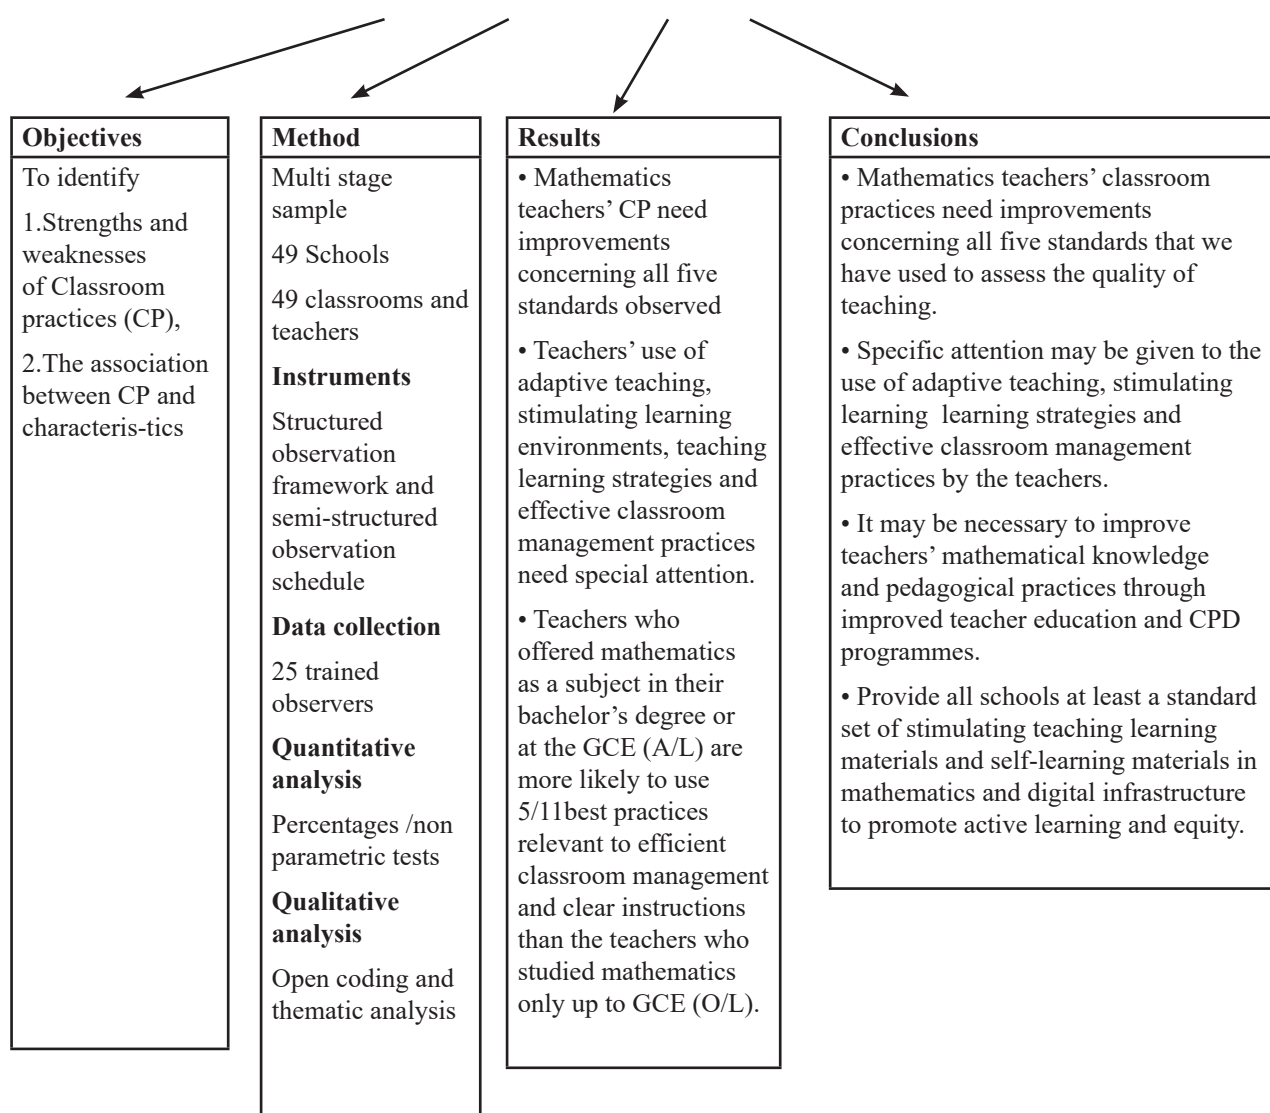 Objectives
To identify
1.Strengths and
weaknesses
of Classroom
practices (CP),
2.The association
between CP and
characteris-tics
Method
Multi stage
sample
49 Schools
49 classrooms and
teachers
Instruments
Structured
observation
framework and
semi-structured
observation
schedule
Data collection
25 trained
observers
Quantitative
analysis
Percentages /non
parametric tests
Qualitative
analysis
Open coding and
thematic analysis
Results
• Mathematics
teachers’ CP need
improvements
concerning all five
standards observed
• Teachers’ use of
adaptive teaching,
stimulating learning
environments, teaching
learning strategies and
effective classroom
management practices
need special attention.
• Teachers who
offered mathematics
as a subject in their
bachelor’s degree or
at the GCE (A/L) are
more likely to use
5/11best practices
relevant to efficient
classroom management
and clear instructions
than the teachers who
studied mathematics
only up to GCE (O/L).
Conclusions
• Mathematics teachers’ classroom
practices need improvements
concerning all five standards that we
have used to assess the quality of
teaching.
• Specific attention may be given to the
use of adaptive teaching, stimulating
learning  learning strategies and
effective classroom management
practices by the teachers.
• It may be necessary to improve
teachers’ mathematical knowledge
and pedagogical practices through
improved teacher education and CPD
programmes.
• Provide all schools at least a standard
set of stimulating teaching learning
materials and self-learning materials in
mathematics and digital infrastructure
to promote active learning and equity.